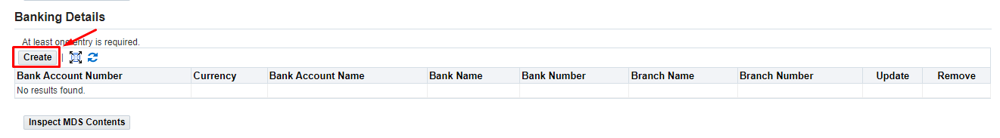 Banking Details
At least one entry is required.
Create
Bank Account Number Currency Bank Account Name Bank Name Bank Number Branch Name Branch Number Update Remove
No results found.
Inspect MDS Contents